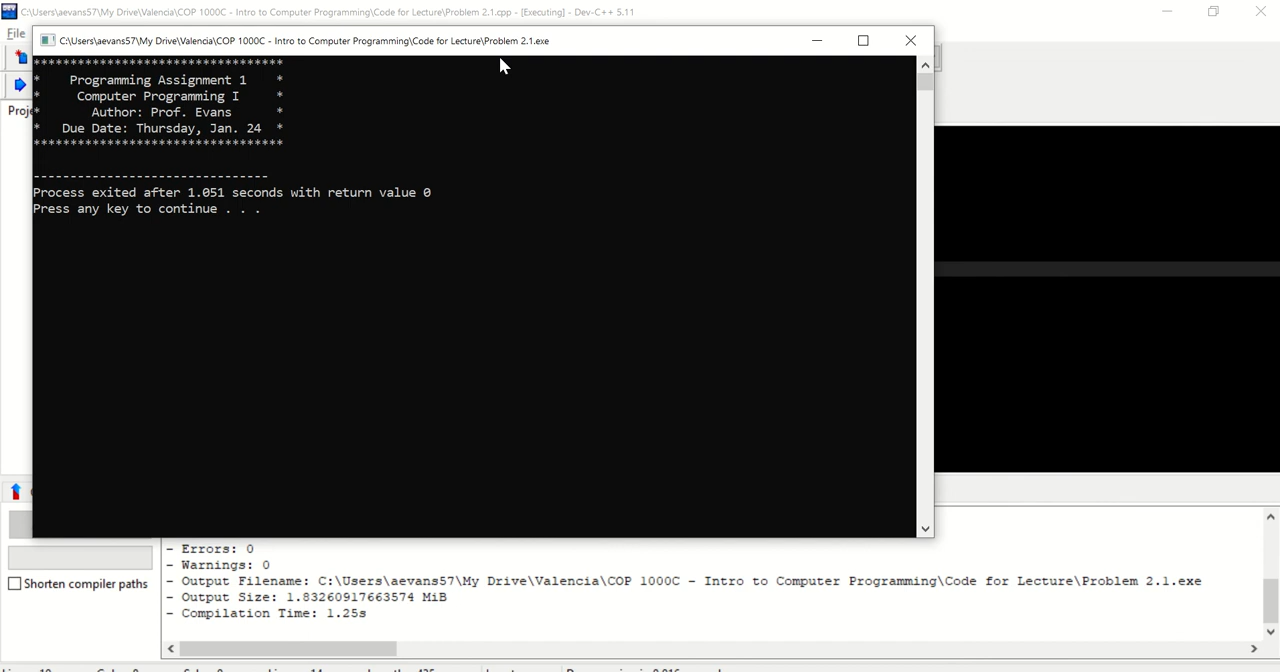 C:\Users\aevans57\My Drive\Valencia\COP 1000C - Intro to Computer Programming\Code for Lecture\Problem 2.1.cpp - [Executing] - Dev-C++ 5.11
File
C:\Users\aevans57\My Drive\Valencia\COP 1000C - Intro to Computer Programming\Code for Lecture\Problem 2.1.exe
Proje
**********************************
*    Programming Assignment 1    *
*     Computer Programming I     *
*       Author: Prof. Evans      *
*   Due Date: Thursday, Jan. 24  *
**********************************
--------------------------------
Process exited after 1.051 seconds with return value 0
Press any key to continue . . .
- Errors: 0
- Warnings: 0
- Output Filename: C:\Users\aevans57\My Drive\Valencia\COP 1000C - Intro to Computer Programming\Code for Lecture\Problem 2.1.exe
- Output Size: 1.83260917663574 MiB
- Compilation Time: 1.25s
Shorten compiler paths